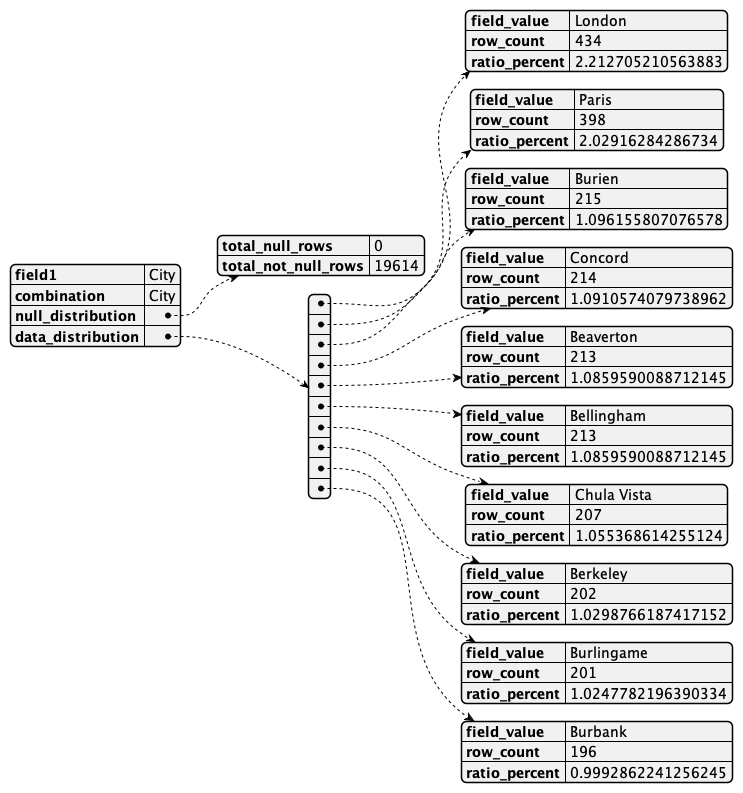 field_value London
row_count 434
ratio_percent 2.212705210563883
field_value Paris
row_count 398
ratio_percent 2.02916284286734
field_value Burien
row_count 215
ratio_percent 1.096155807076578
total_null_rows 0
total_not_null_rows 19614
field1 City
combination City
null_distribution
data_distribution
field_value Concord
row_count 214
ratio_percent 1.0910574079738962
field_value Beaverton
row_count 213
ratio_percent 1.0859590088712145
field_value Bellingham
row_count 213
ratio_percent 1.0859590088712145
field_value Chula Vista
row_count 207
ratio_percent 1.055368614255124
field_value Berkeley
row_count 202
ratio_percent 1.0298766187417152
field_value Burlingame
row_count 201
ratio_percent 1.0247782196390334
field_value Burbank
row_count 196
ratio_percent 0.9992862241256245